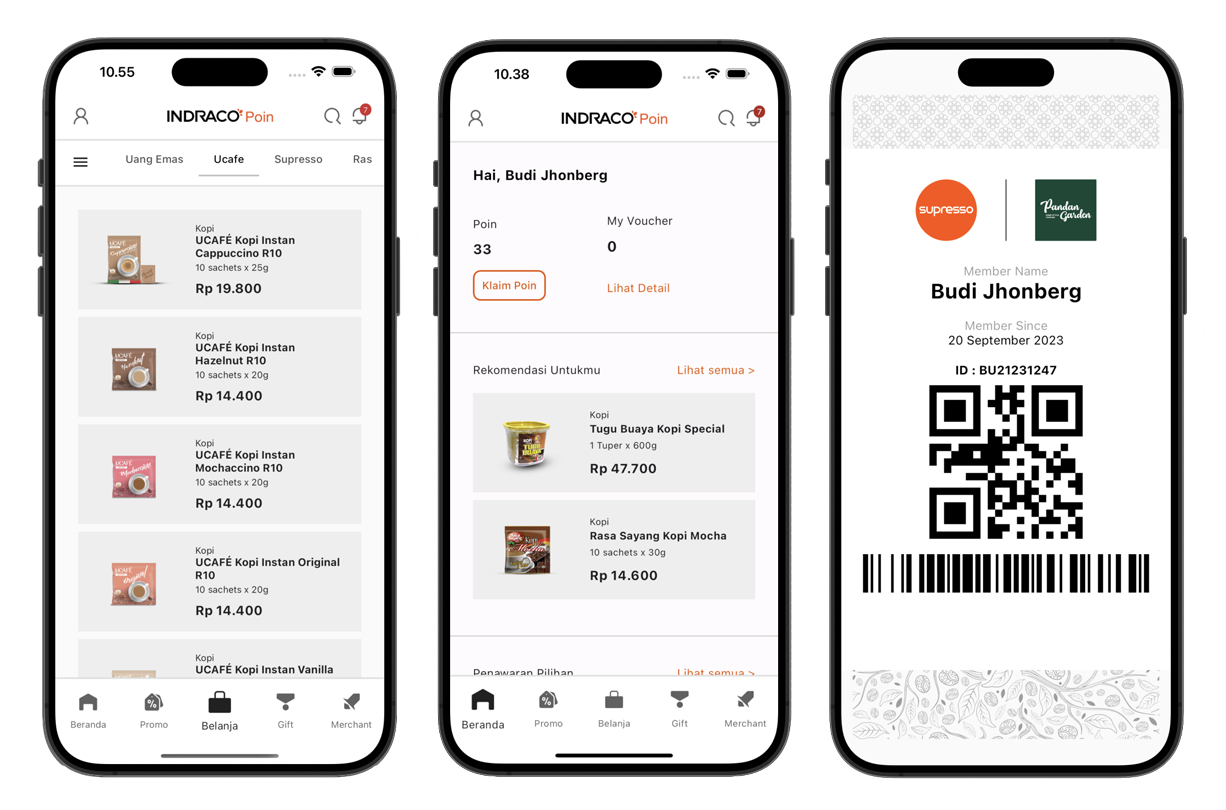 10.55
INDRACO Poin
7
Uang Emas Ucafe Supresso Ras
Kopi
UCAFÉ Kopi Instan
Cappuccino R10
10 sachets x 25g
Rp 19.800
Kopi
UCAFÉ Kopi Instan
Hazelnut R10
10 sachets x 20g
Rp 14.400
Kopi
UCAFÉ Kopi Instan
Mochaccino R10
10 sachets x 20g
Rp 14.400
Kopi
UCAFÉ Kopi Instan Original
R10
10 sachets x 20g
Rp 14.400
Kopi
UCAFÉ Kopi Instan Vanilla
Beranda Promo Belanja Gift Merchant
10.38
INDRACO Poin
7
Hai, Budi Jhonberg
Poin
33
Klaim Poin
My Voucher
0
Lihat Detail
Rekomendasi Untukmu Lihat semua >
TUGU
BUAYA
Kopi
Tugu Buaya Kopi Special
1 Tuper x 600g
Rp 47.700
Kopi
Mocha
Kopi
Rasa Sayang Kopi Mocha
10 sachets x 30g
Rp 14.600
Penawaran Pilihan Lihat semua >
Beranda Promo Belanja Gift Merchant
supresso
Pandan
Garden
Member Name
Budi Jhonberg
Member Since
20 September 2023
ID : BU21231247